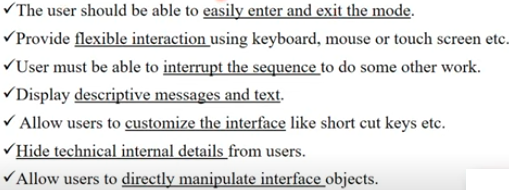 ✓The user should be able to easily enter and exit the mode.
✓Provide flexible interaction using keyboard, mouse or touch screen etc.
✓User must be able to interrupt the sequence to do some other work.
✓Display descriptive messages and text.
✓ Allow users to customize the interface like short cut keys etc.
✓Hide technical internal details from users.
✓Allow users to directly manipulate interface objects.